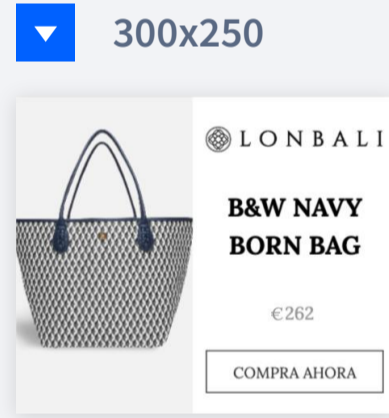 300x250
LONBALI
B&W NAVY
BORN BAG
€262
COMPRA AHORA